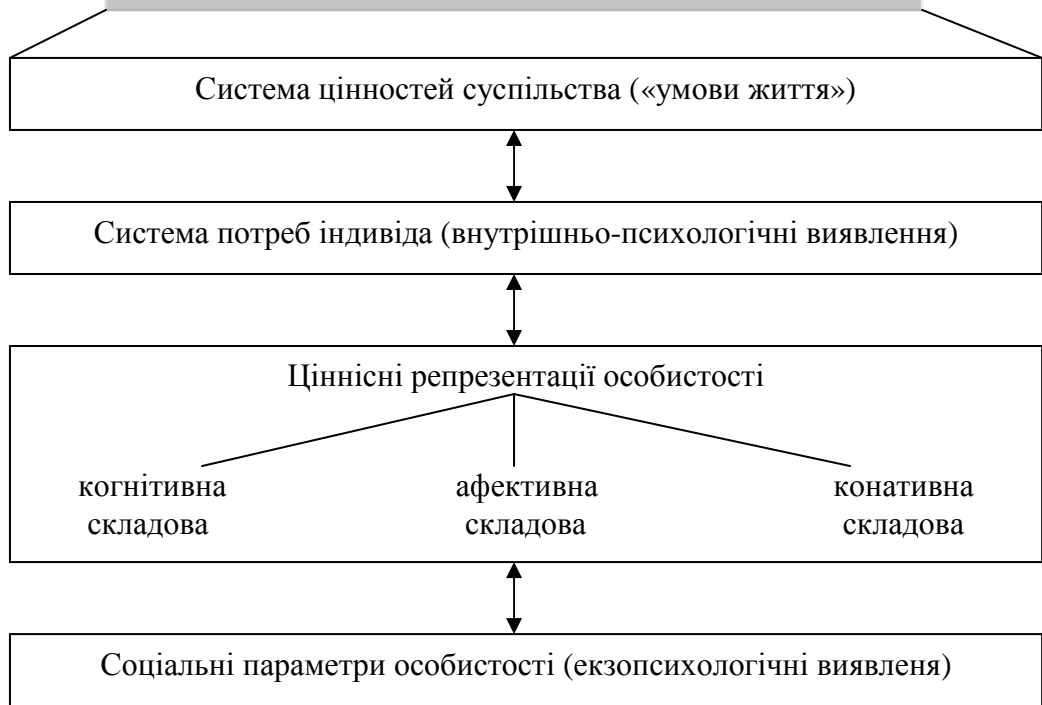 Система цінностей суспільства («умови життя»)
Система потреб індивіда (внутрішньо-психологічні виявлення)
Ціннісні репрезентації особистості
когнітивна афективна конативна
складова складова складова
Соціальні параметри особистості (екзопсихологічні виявленя)